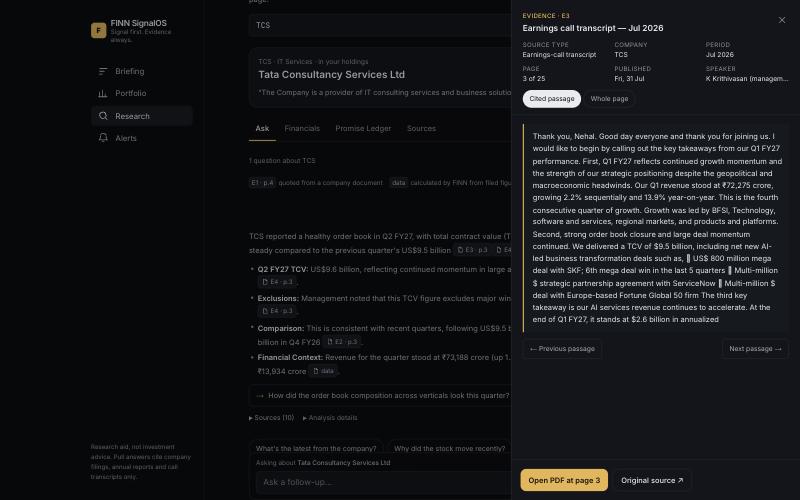 F
FINN SignalOS
Signal first. Evidence always.
Briefing
Portfolio
Research
Alerts
Research aid, not investment
advice. Pull answers cite company
filings, annual reports and call
transcripts only.
page.
TCS
TCS · IT Services · in your holdings
Tata Consultancy Services Ltd
"The Company is a provider of IT consulting services and business solutio
Ask
Financials
Promise Ledger
Sources
1 question about TCS
E1 · p.4 quoted from a company document data calculated by FINN from filed figu
TCS reported a healthy order book in Q2 FY27, with total contract value (T
steady compared to the previous quarter's US$9.5 billion E3 · p.3 E4
• Q2 FY27 TCV: US$9.6 billion, reflecting continued momentum in large a
E4 · p.3 .
• Exclusions: Management noted that this TCV figure excludes major win
E4 · p.3 .
• Comparison: This is consistent with recent quarters, following US$9.5 b
billion in Q4 FY26 E2 · p.3 .
• Financial Context: Revenue for the quarter stood at ₹73,188 crore (up 1.
₹13,934 crore data .
→ How did the order book composition across verticals look this quarter?
▸ Sources (10) ▸ Analysis details
What's the latest from the company?
Why did the stock move recently?
Asking about Tata Consultancy Services Ltd
Ask a follow-up...
EVIDENCE · E3
Earnings call transcript — Jul 2026
SOURCE TYPE COMPANY PERIOD
Earnings-call transcript TCS Jul 2026
PAGE PUBLISHED SPEAKER
3 of 25 Fri, 31 Jul K Krithivasan (managem...
Cited passage
Whole page
Thank you, Nehal. Good day everyone and thank you for joining us. I
would like to begin by calling out the key takeaways from our Q1 FY27
performance. First, Q1 FY27 reflects continued growth momentum and
the strength of our strategic positioning despite the geopolitical and
macroeconomic headwinds. Our Q1 revenue stood at ₹72,275 crore,
growing 2.2% sequentially and 13.9% year-on-year. This is the fourth
consecutive quarter of growth. Growth was led by BFSI, Technology,
software and services, regional markets, and products and platforms.
Second, strong order book closure and large deal momentum
continued. We delivered a TCV of $9.5 billion, including net new AI-
led business transformation deals such as, ▯ US$ 800 million mega
deal with SKF; 6th mega deal win in the last 5 quarters ▯ Multi-million
$ strategic partnership agreement with ServiceNow ▯ Multi-million $
deal with Europe-based Fortune Global 50 firm The third key
takeaway is our AI services revenue continues to accelerate. At the
end of Q1 FY27, it stands at $2.6 billion in annualized
← Previous passage
Next passage →
Open PDF at page 3
Original source ↗